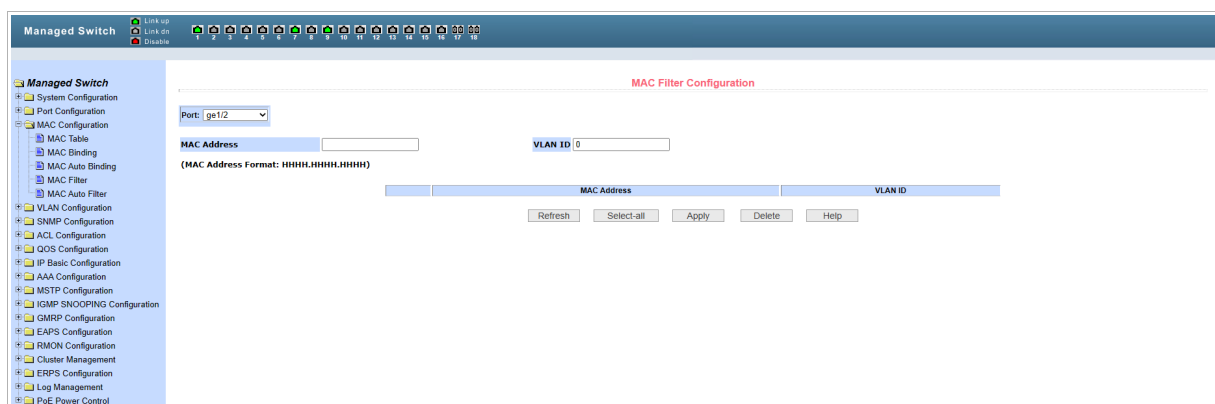 Managed Switch
Link up
Link dn
Disable
1 2 3 4 5 6 7 8 9 10 11 12 13 14 15 16 17 18
Managed Switch
System Configuration
Port Configuration
MAC Configuration
MAC Table
MAC Binding
MAC Auto Binding
MAC Filter
MAC Auto Filter
VLAN Configuration
SNMP Configuration
ACL Configuration
QOS Configuration
IP Basic Configuration
AAA Configuration
MSTP Configuration
IGMP SNOOPING Configuration
GMRP Configuration
EAPS Configuration
RMON Configuration
Cluster Management
ERPS Configuration
Log Management
PoE Power Control
MAC Filter Configuration
Port: ge1/2
MAC Address VLAN ID 0
(MAC Address Format: HHHH.HHHH.HHHH)
MAC Address VLAN ID
Refresh Select-all Apply Delete Help